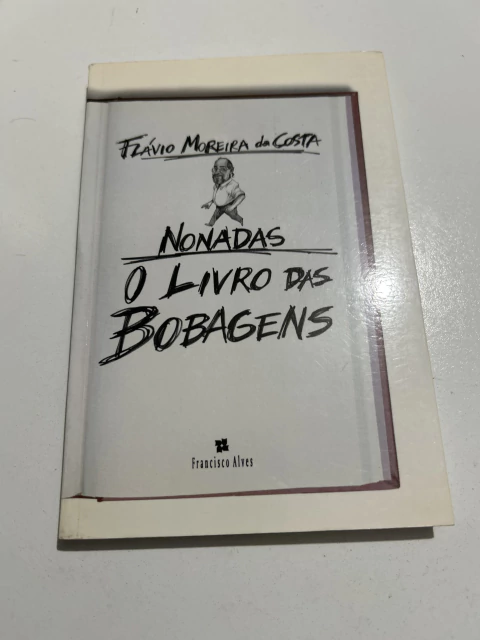 FLÁVIO MOREIRA da COSTA
NONADAS
O LIVRO DAS
BOBAGENS
Francisco Alves